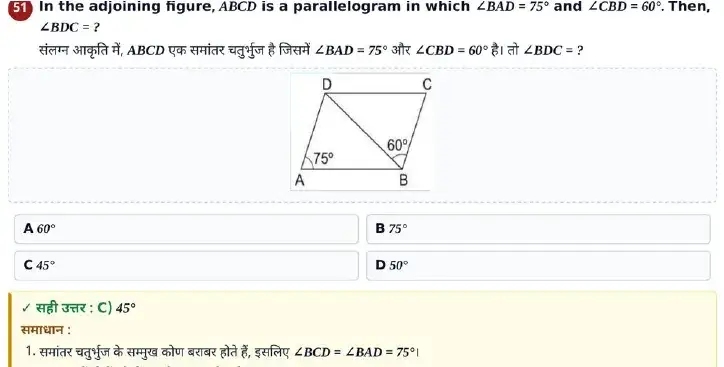 51 In the adjoining figure, ABCD is a parallelogram in which ∠BAD = 75° and ∠CBD = 60°. Then,
∠BDC = ?
संलग्न आकृति में, ABCD एक समांतर चतुर्भुज है जिसमें ∠BAD = 75° और ∠CBD = 60° है। तो ∠BDC = ?
D C
60°
75°
A B
A 60° B 75°
C 45° D 50°
✓ सही उत्तर : C) 45°
समाधान :
1. समांतर चतुर्भुज के सम्मुख कोण बराबर होते हैं, इसलिए ∠BCD = ∠BAD = 75°।